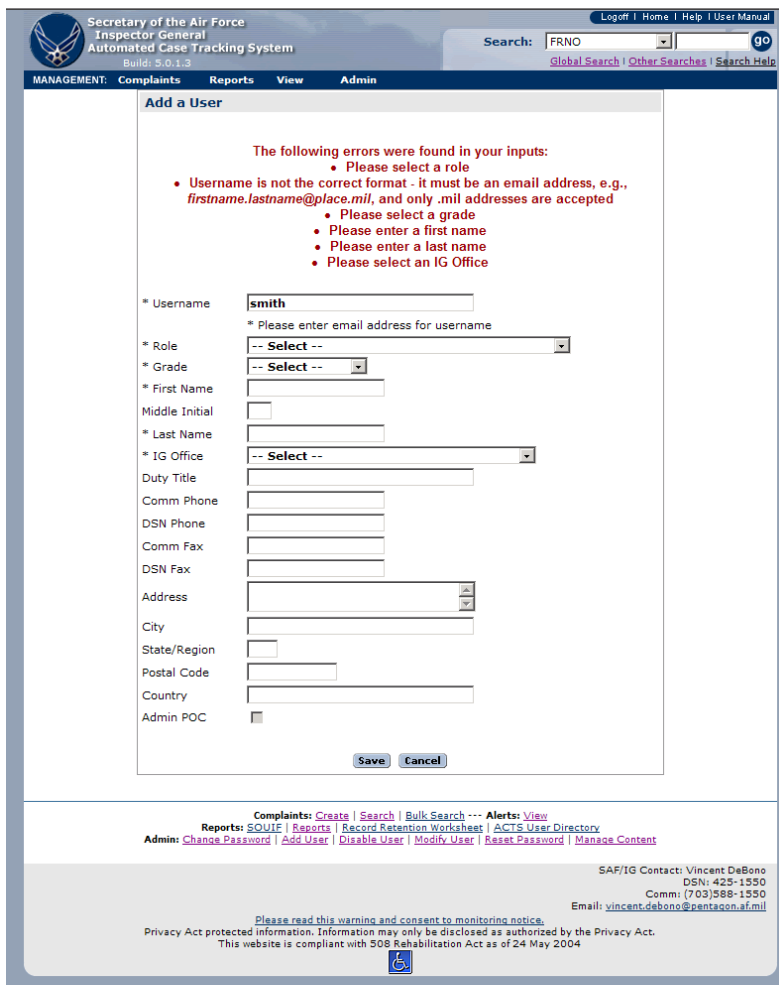 Logoff | Home | Help | User Manual
Secretary of the Air Force
Inspector General
Automated Case Tracking System
Build: 5.0.1.3
Search: FRNO go
Global Search | Other Searches | Search Help
MANAGEMENT: Complaints Reports View Admin
Add a User
The following errors were found in your inputs:
• Please select a role
• Username is not the correct format - it must be an email address, e.g.,
firstname.lastname@place.mil, and only .mil addresses are accepted
• Please select a grade
• Please enter a first name
• Please enter a last name
• Please select an IG Office
* Username smith
* Please enter email address for username
* Role -- Select --
* Grade -- Select --
* First Name
Middle Initial
* Last Name
* IG Office -- Select --
Duty Title
Comm Phone
DSN Phone
Comm Fax
DSN Fax
Address
City
State/Region
Postal Code
Country
Admin POC
Save Cancel
Complaints: Create | Search | Bulk Search --- Alerts: View
Reports: SOUIF | Reports | Record Retention Worksheet | ACTS User Directory
Admin: Change Password | Add User | Disable User | Modify User | Reset Password | Manage Content
SAF/IG Contact: Vincent DeBono
DSN: 425-1550
Comm: (703)588-1550
Email: vincent.debono@pentagon.af.mil
Please read this warning and consent to monitoring notice.
Privacy Act protected information. Information may only be disclosed as authorized by the Privacy Act.
This website is compliant with 508 Rehabilitation Act as of 24 May 2004